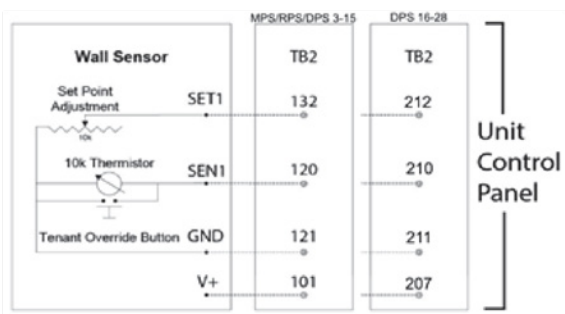 MPS/RPS/DPS 3-15 DPS 16-28
Wall Sensor TB2 TB2
Set Point
Adjustment
SET1 132 212
10k
Unit
Control
Panel
10k Thermistor
SEN1 120 210
Tenant Override Button GND 121 211
V+ 101 207